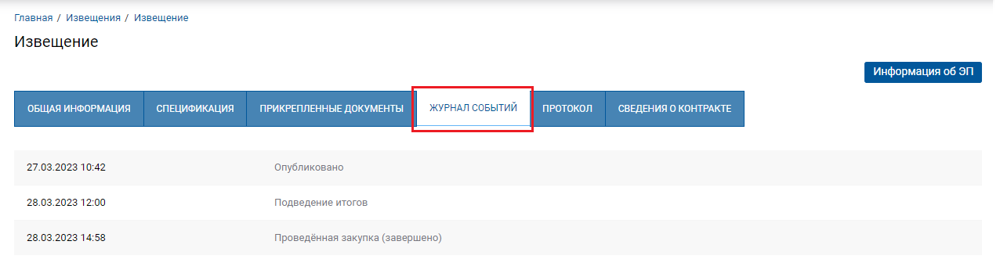 Главная / Извещения / Извещение
Извещение
Информация об ЭП
ОБЩАЯ ИНФОРМАЦИЯ СПЕЦИФИКАЦИЯ ПРИКРЕПЛЕННЫЕ ДОКУМЕНТЫ ЖУРНАЛ СОБЫТИЙ ПРОТОКОЛ СВЕДЕНИЯ О КОНТРАКТЕ
27.03.2023 10:42 Опубликовано
28.03.2023 12:00 Подведение итогов
28.03.2023 14:58 Проведённая закупка (завершено)